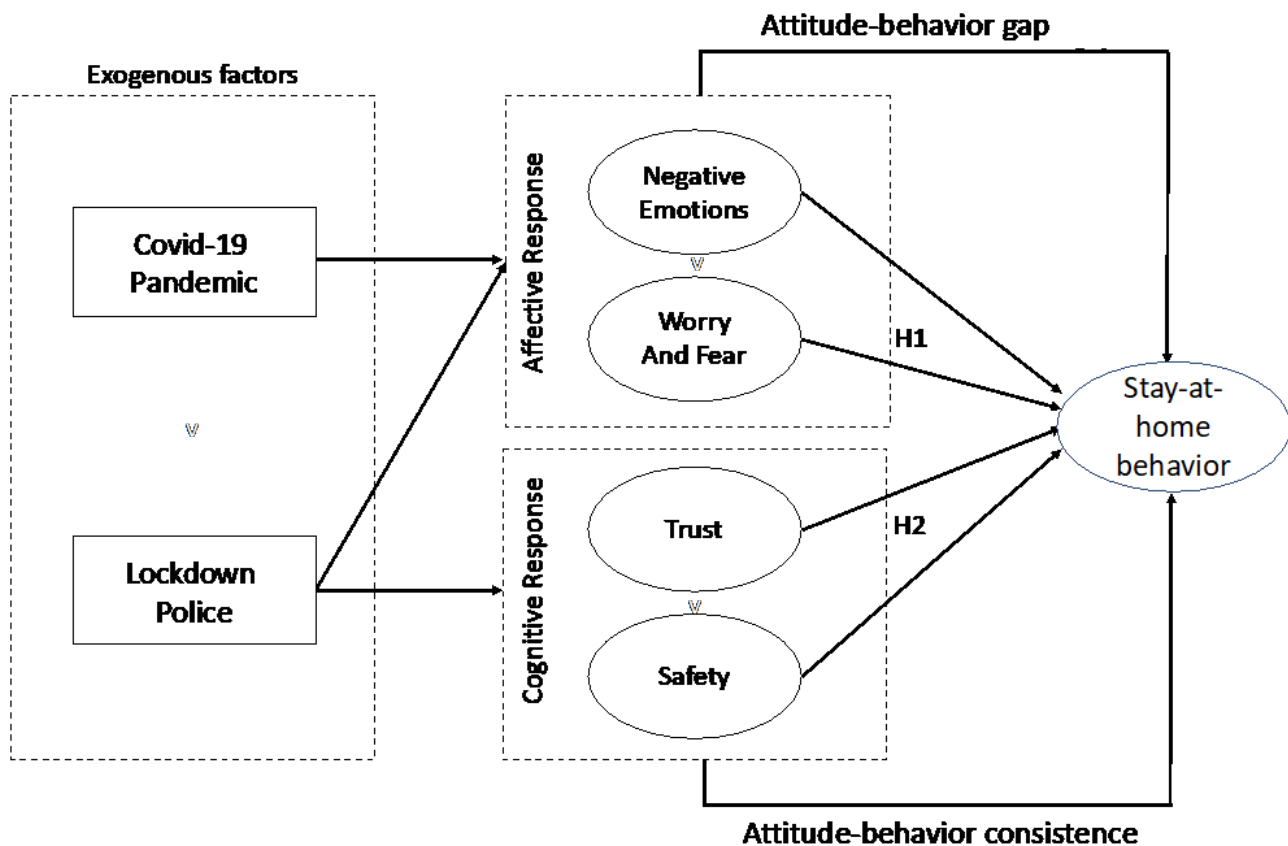 Attitude-behavior gap
Exogenous factors
Covid-19
Pandemic
v
Lockdown
Police
Affective Response
Negative
Emotions
v
Worry
And Fear
H1
Cognitive Response
Trust
v
Safety
H2
Stay-at-
home
behavior
Attitude-behavior consistence